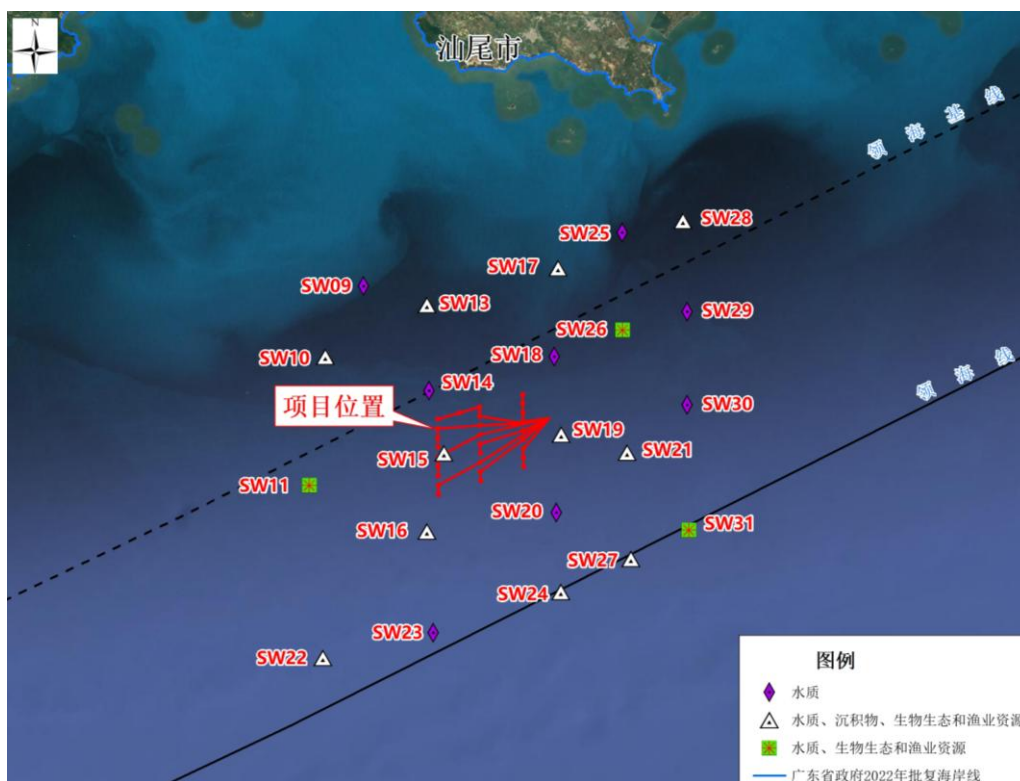 N
汕尾市
领海基线
SW25
SW28
SW17
SW09
SW13
SW29
SW26
SW10
SW18
领海线
SW14
项目位置
SW30
SW19
SW15
SW21
SW11
SW20
SW16
SW31
SW27
SW24
SW23
SW22
图例
水质
水质、沉积物、生物生态和渔业资源
水质、生物生态和渔业资源
广东省政府2022年批复海岸线